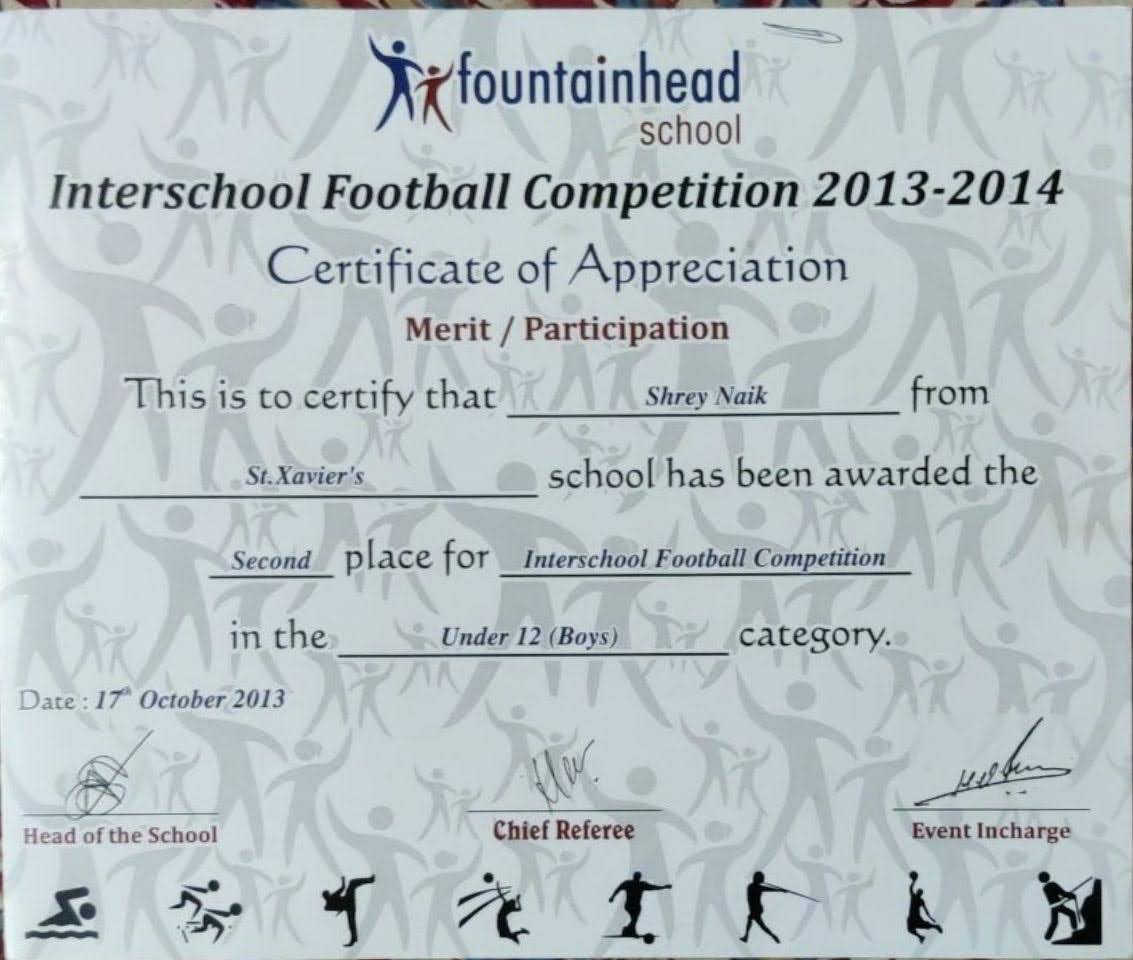 fountainhead
school
Interschool Football Competition 2013-2014
Certificate of Appreciation
Merit / Participation
This is to certify that Shrey Naik from
St.Xavier's school has been awarded the
Second place for Interschool Football Competition
in the Under 12 (Boys) category.
Date : 17th October 2013
Head of the School Chief Referee Event Incharge